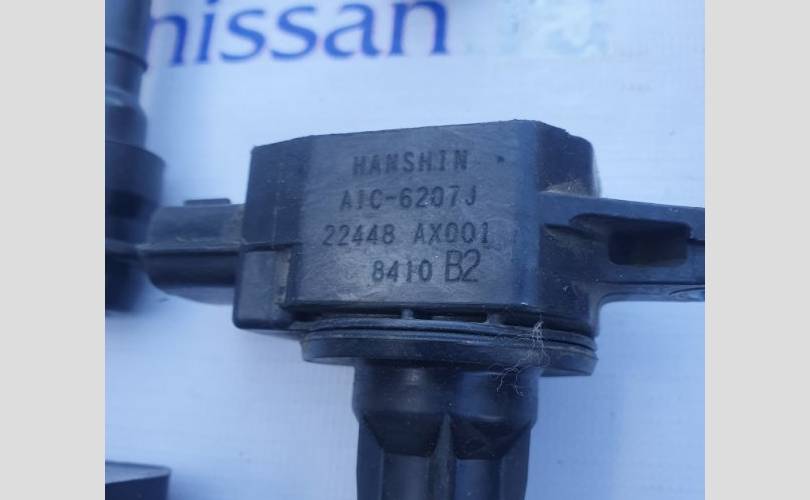 nissan
HANSHIN
AIC-6207J
22448 AX001
8410 B2